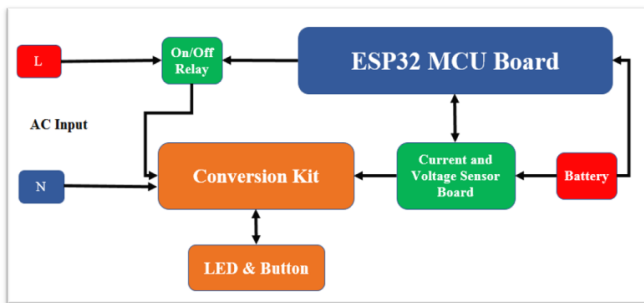 L
On/Off
Relay
ESP32 MCU Board
AC Input
N
Conversion Kit
Current and
Voltage Sensor
Board
Battery
LED & Button